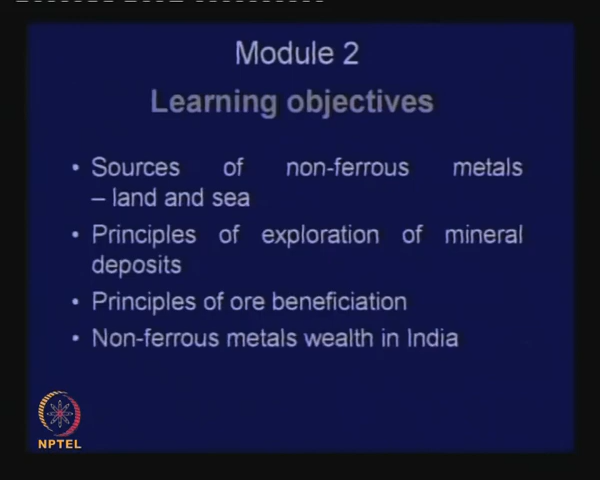 Module 2
Learning objectives
• Sources of non-ferrous metals
– land and sea
• Principles of exploration of mineral
deposits
• Principles of ore beneficiation
• Non-ferrous metals wealth in India
NPTEL